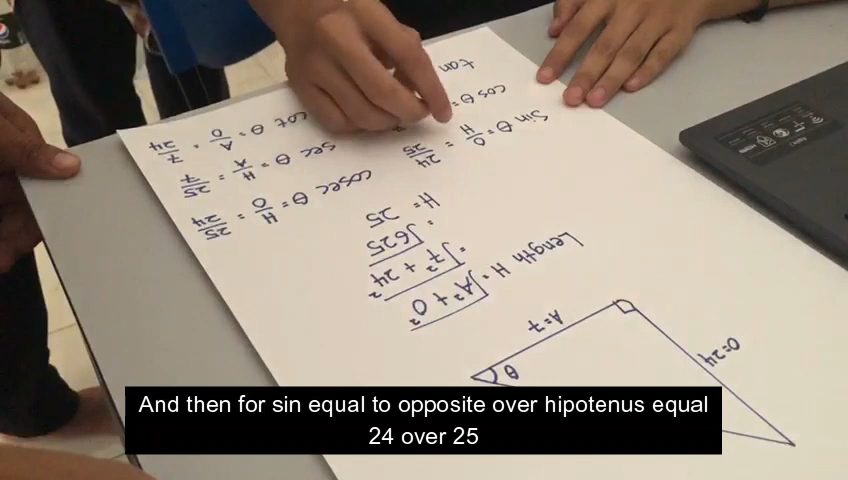 O=24
A=7
θ
Length H = √A² + O²
= √7² + 24²
= √625
H = 25
Sin θ = O/H = 24/25
cosec θ = H/O = 25/24
cos θ =
sec θ = H/A = 25/7
tan
cot θ = A/O = 7/24
And then for sin equal to opposite over hipotenus equal
24 over 25